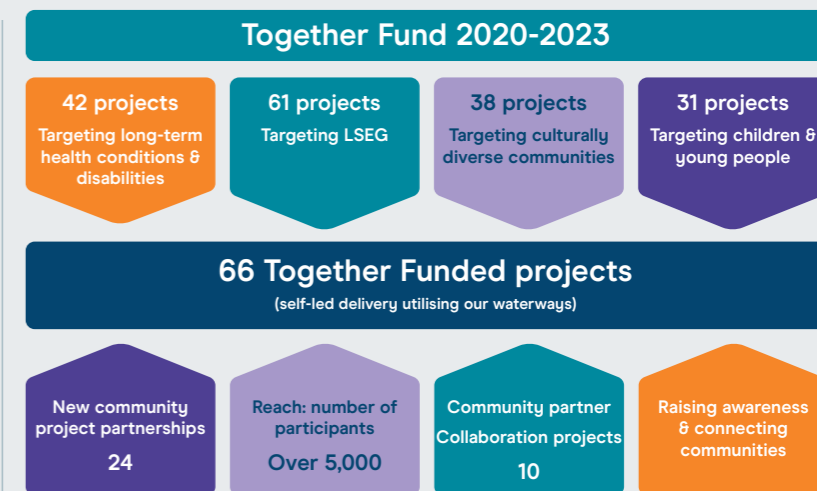 Together Fund 2020-2023
42 projects
Targeting long-term
health conditions &
disabilities
61 projects
Targeting LSEG
38 projects
Targeting culturally
diverse communities
31 projects
Targeting children &
young people
66 Together Funded projects
(self-led delivery utilising our waterways)
New community
project partnerships
24
Reach: number of
participants
Over 5,000
Community partner
Collaboration projects
10
Raising awareness
& connecting
communities